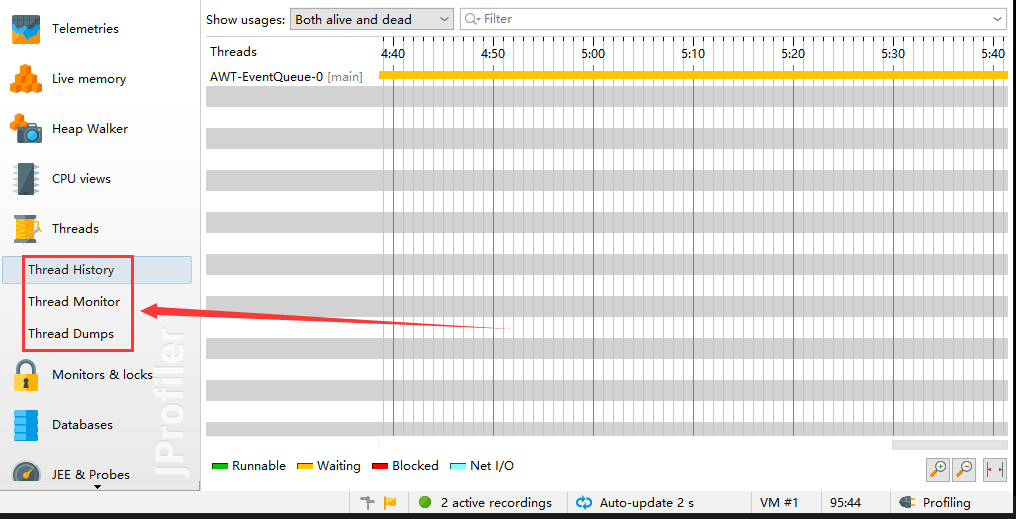 Telemetries
Live memory
Heap Walker
CPU views
Threads
Thread History
Thread Monitor
Thread Dumps
Monitors & locks
Databases
JEE & Probes
JProfiler
Show usages: Both alive and dead Filter
Threads 4:40 4:50 5:00 5:10 5:20 5:30 5:40
AWT-EventQueue-0 [main]
Runnable Waiting Blocked Net I/O
2 active recordings Auto-update 2 s VM #1 95:44 Profiling